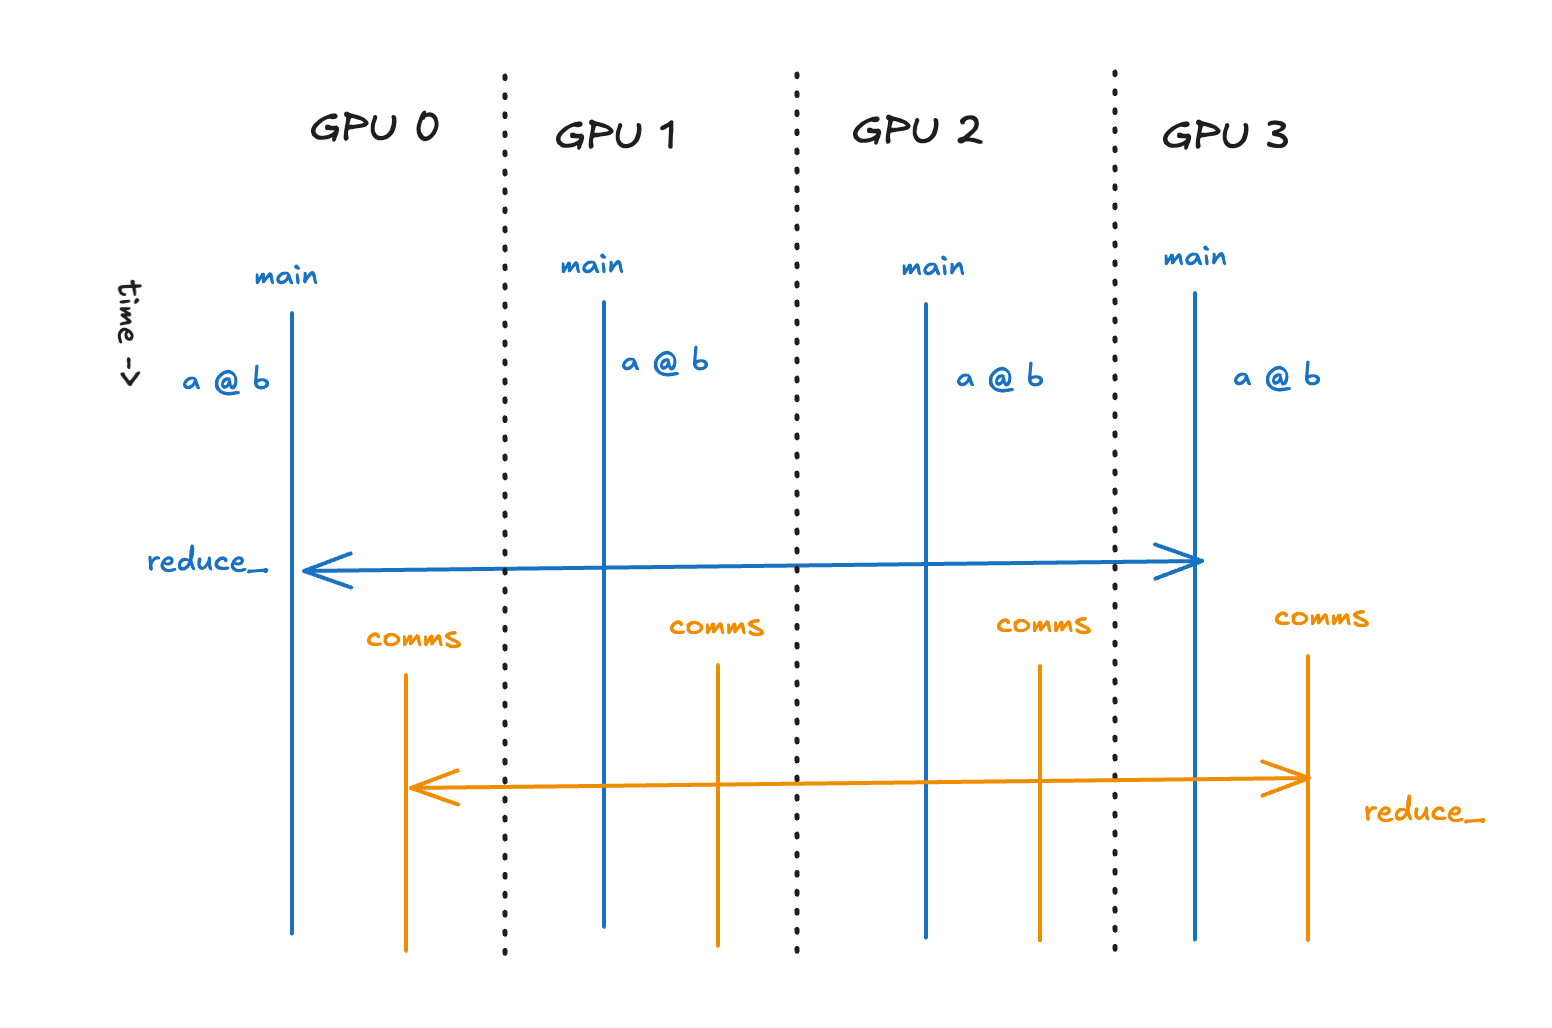 GPU 0
GPU 1
GPU 2
GPU 3
main
main
main
main
time ->
a @ b
a @ b
a @ b
a @ b
reduce_
comms
comms
comms
comms
reduce_